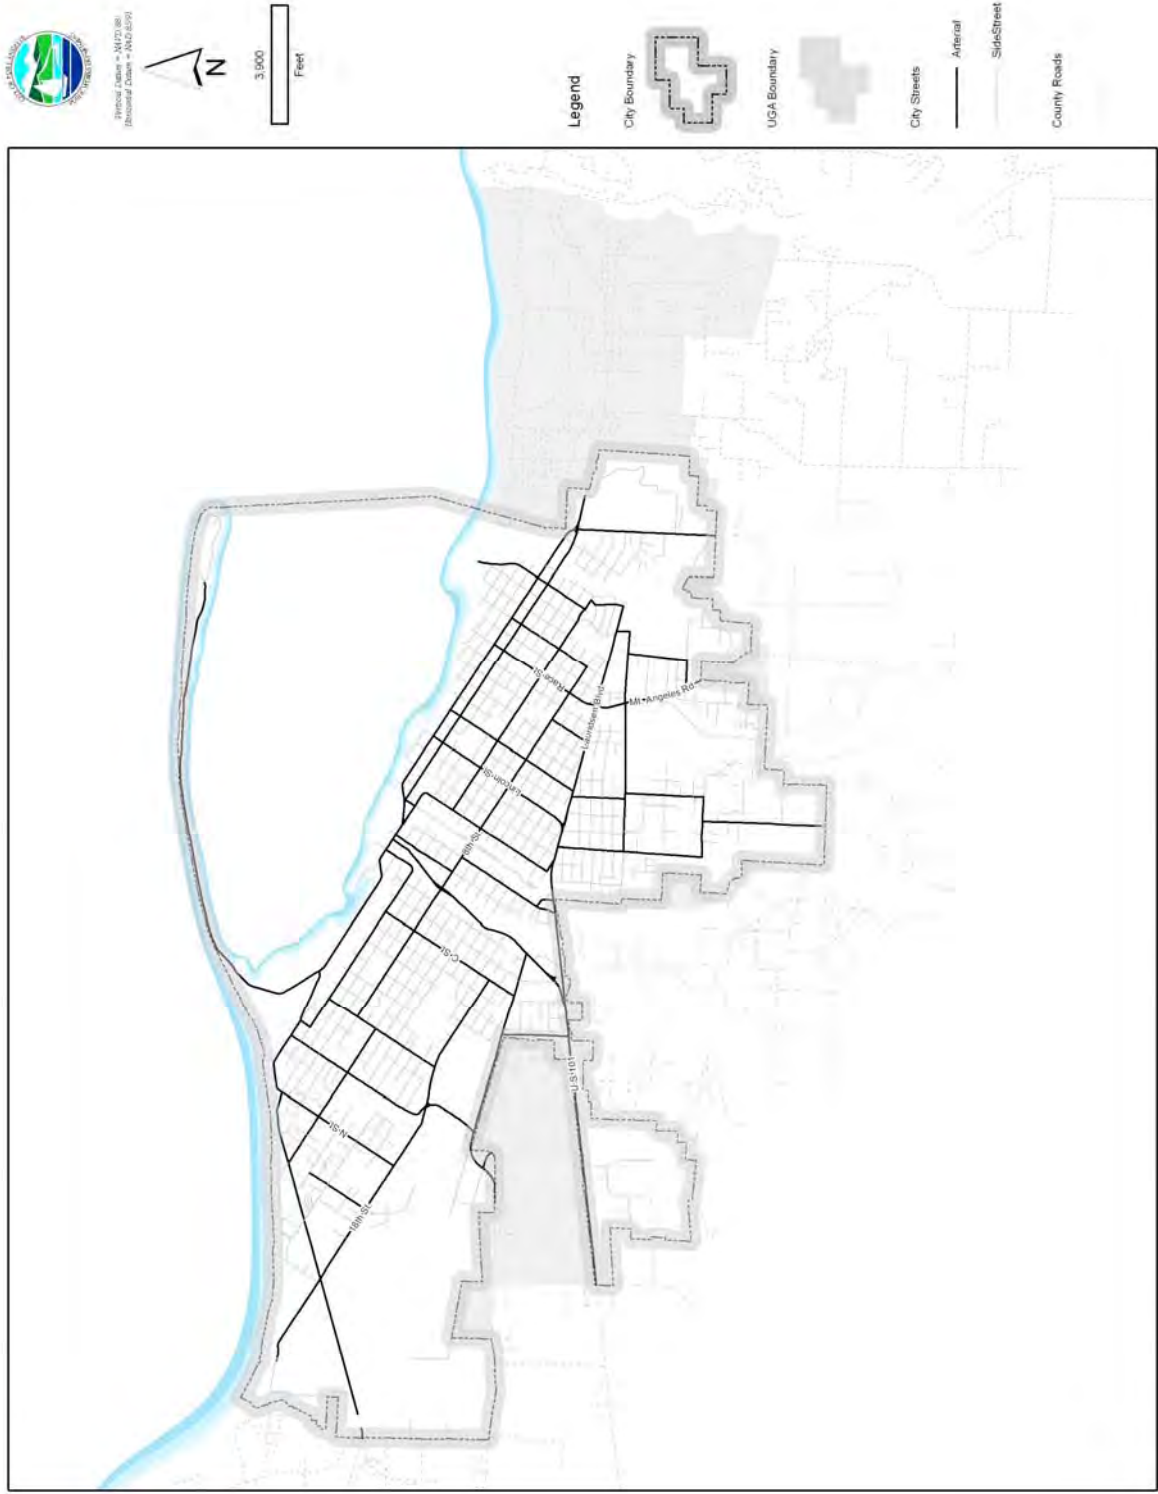 Vertical Datum = NAVD 88
Horizontal Datum = NAD 83/91
N
3,900
Feet
Legend
City Boundary
UGA Boundary
City Streets
Arterial
SideStreet
County Roads
Race-St
Lauridsen Blvd
Mt-Angeles Rd
Lincoln-St
8th-St
C-St
U-S-101
N-St
18th-St